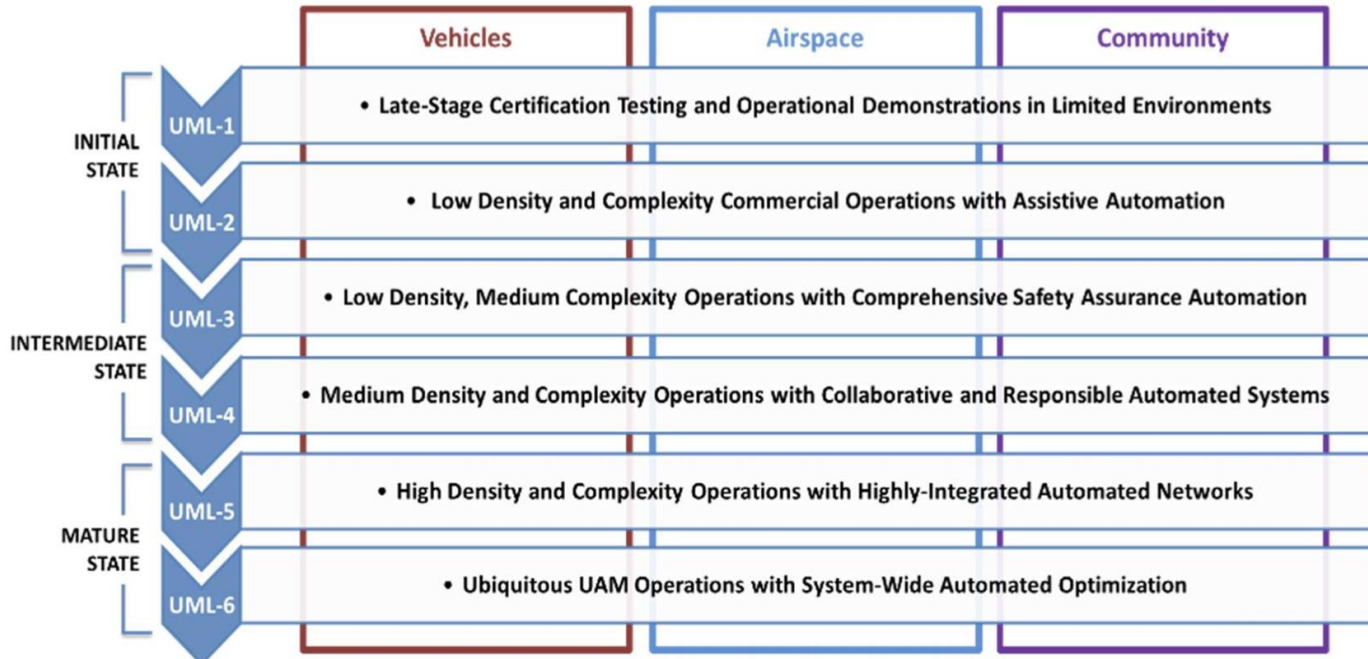 Vehicles
Airspace
Community
INITIAL
STATE
UML-1
• Late-Stage Certification Testing and Operational Demonstrations in Limited Environments
UML-2
• Low Density and Complexity Commercial Operations with Assistive Automation
INTERMEDIATE
STATE
UML-3
• Low Density, Medium Complexity Operations with Comprehensive Safety Assurance Automation
UML-4
• Medium Density and Complexity Operations with Collaborative and Responsible Automated Systems
MATURE
STATE
UML-5
• High Density and Complexity Operations with Highly-Integrated Automated Networks
UML-6
• Ubiquitous UAM Operations with System-Wide Automated Optimization